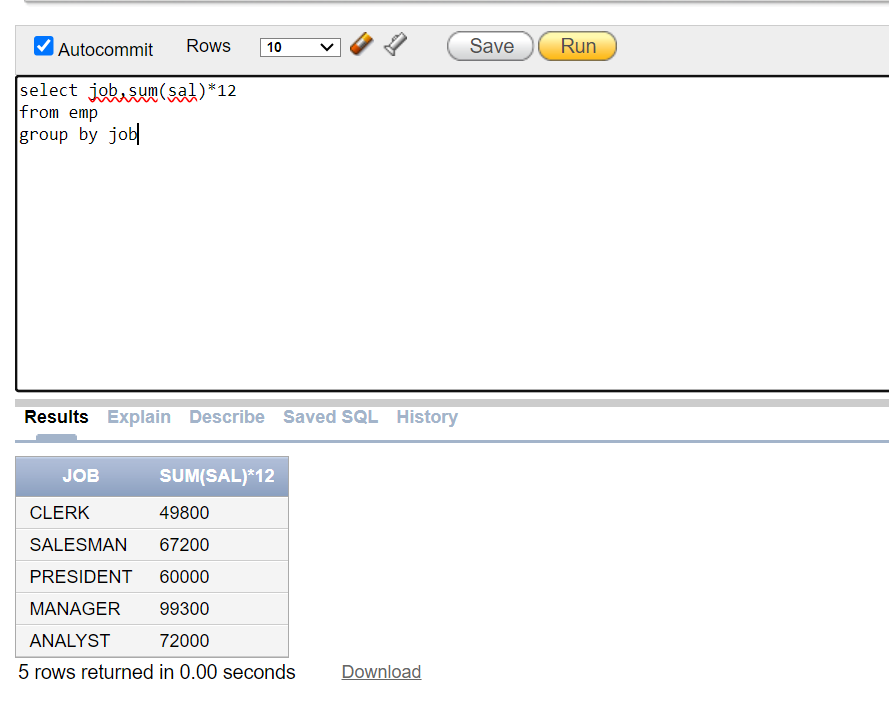 Autocommit Rows 10 Save Run
select job,sum(sal)*12
from emp
group by job
Results Explain Describe Saved SQL History
JOB SUM(SAL)*12
CLERK 49800
SALESMAN 67200
PRESIDENT 60000
MANAGER 99300
ANALYST 72000
5 rows returned in 0.00 seconds Download